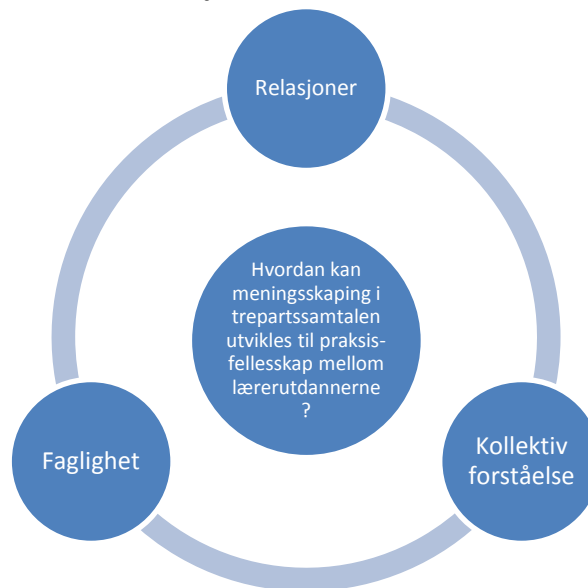 Relasjoner
Hvordan kan
meningsskaping i
trepartssamtalen
utvikles til praksis-
fellesskap mellom
lærerutdannerne
?
Faglighet
Kollektiv
forståelse